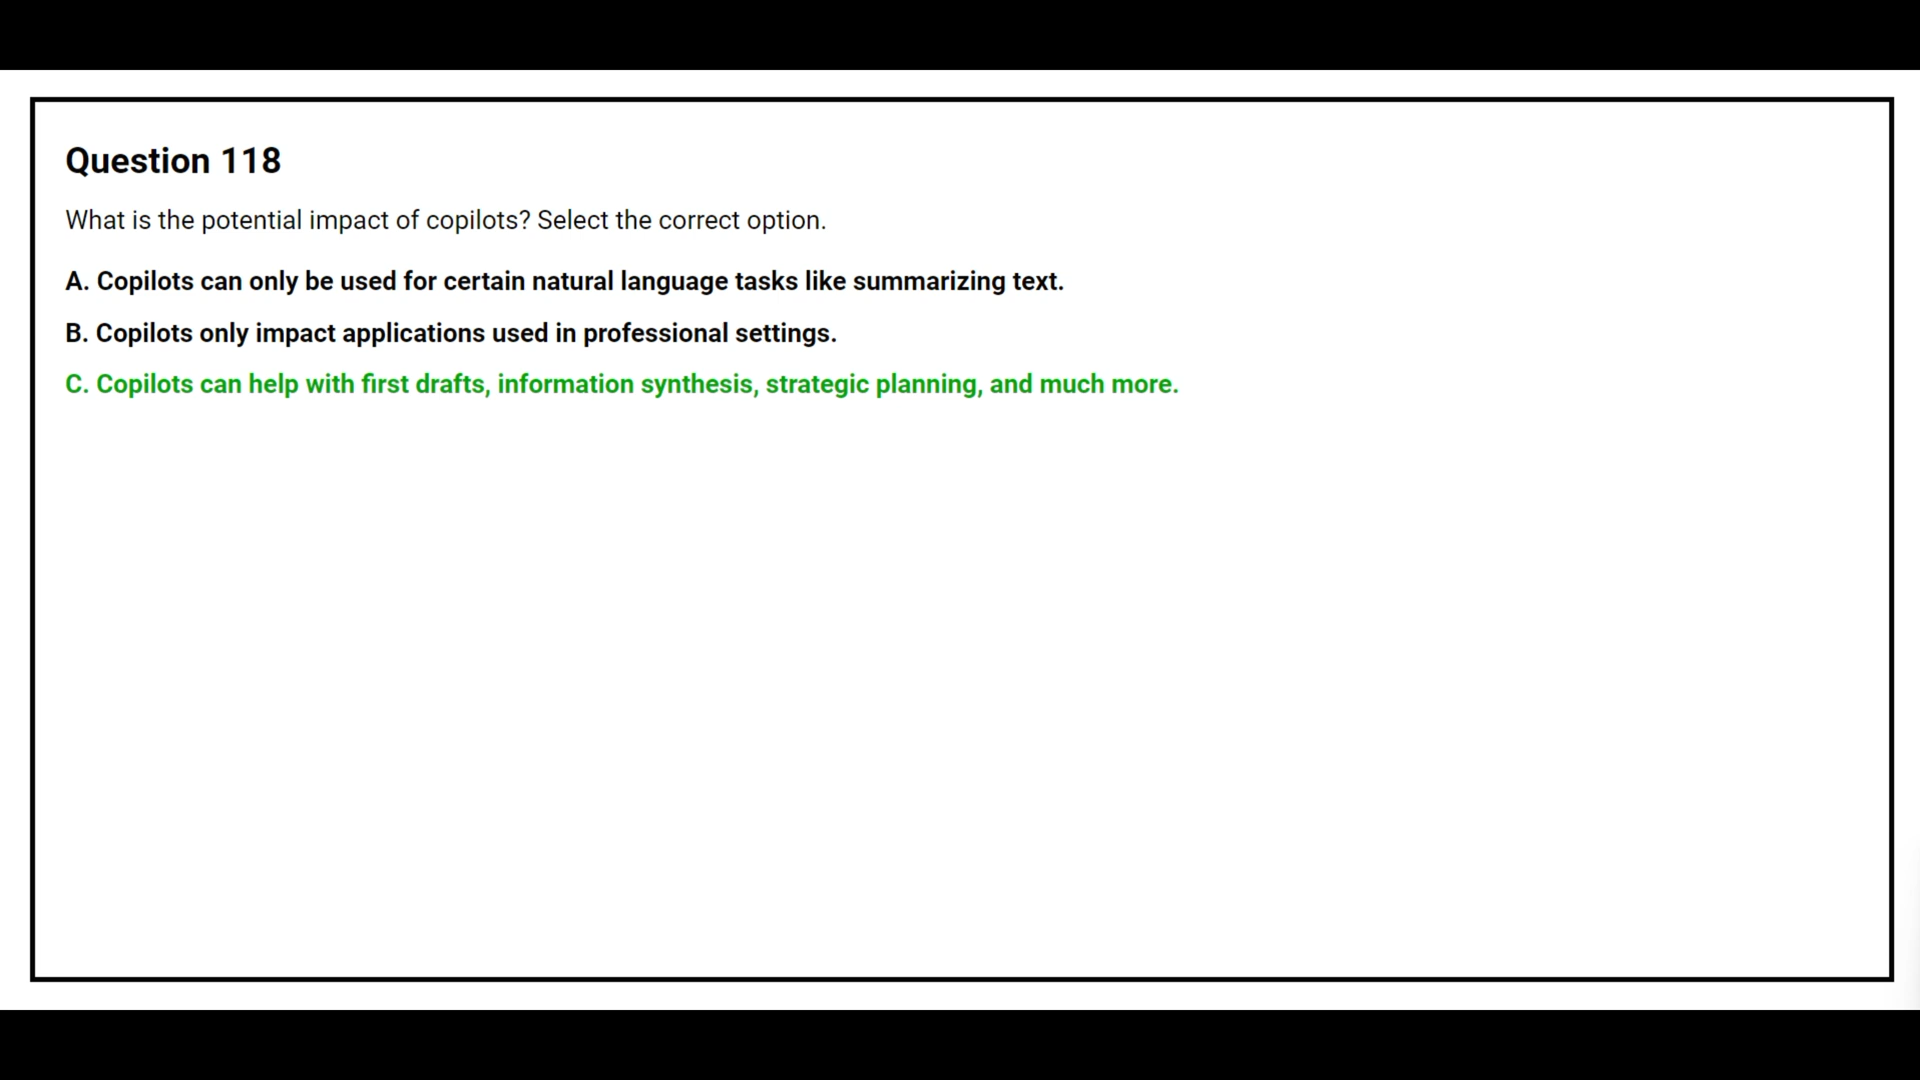 Question 118
What is the potential impact of copilots? Select the correct option.
A. Copilots can only be used for certain natural language tasks like summarizing text.
B. Copilots only impact applications used in professional settings.
C. Copilots can help with first drafts, information synthesis, strategic planning, and much more.